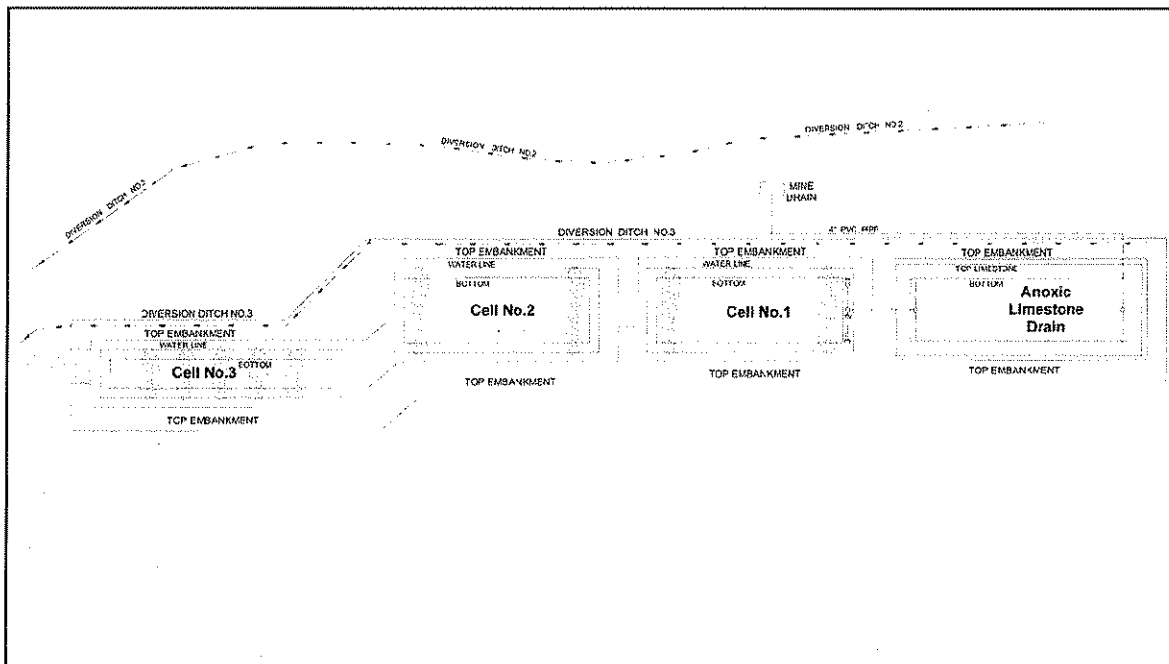 DIVERSION DITCH NO.2
DIVERSION DITCH NO.2
DIVERSION DITCH NO.2
MINE
DRAIN
4" PVC PIPE
DIVERSION DITCH NO.3
TOP EMBANKMENT
WATER LINE
BOTTOM
Cell No.2
TOP EMBANKMENT
TOP EMBANKMENT
WATER LINE
BOTTOM
Cell No.1
TOP EMBANKMENT
TOP EMBANKMENT
TOP LIMESTONE
BOTTOM
Anoxic
Limestone
Drain
TOP EMBANKMENT
DIVERSION DITCH NO.3
TOP EMBANKMENT
WATER LINE
BOTTOM
Cell No.3
TOP EMBANKMENT